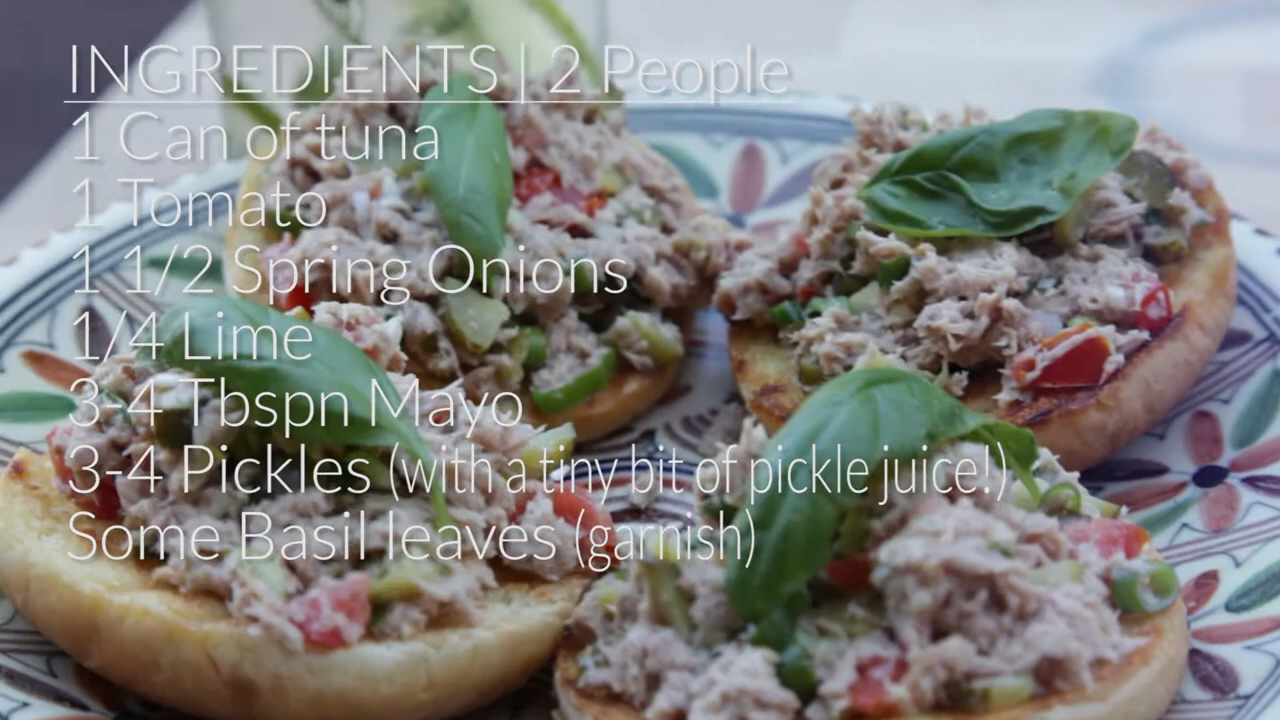 INGREDIENTS | 2 People
1 Can of tuna
1 Tomato
1 1/2 Spring Onions
1/4 Lime
3-4 Tbspn Mayo
3-4 Pickles (with a tiny bit of pickle juice!)
Some Basil leaves (garnish)